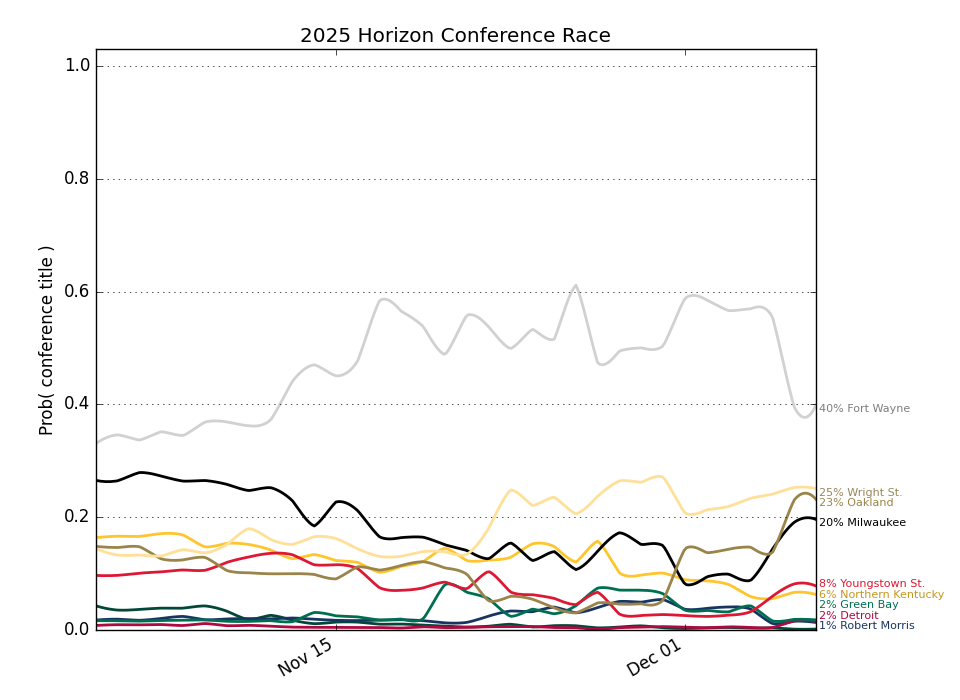 2025 Horizon Conference Race
Prob( conference title )
1.0
0.8
0.6
0.4
0.2
0.0
Nov 15
Dec 01
40% Fort Wayne
25% Wright St.
23% Oakland
20% Milwaukee
8% Youngstown St.
6% Northern Kentucky
2% Green Bay
2% Detroit
1% Robert Morris